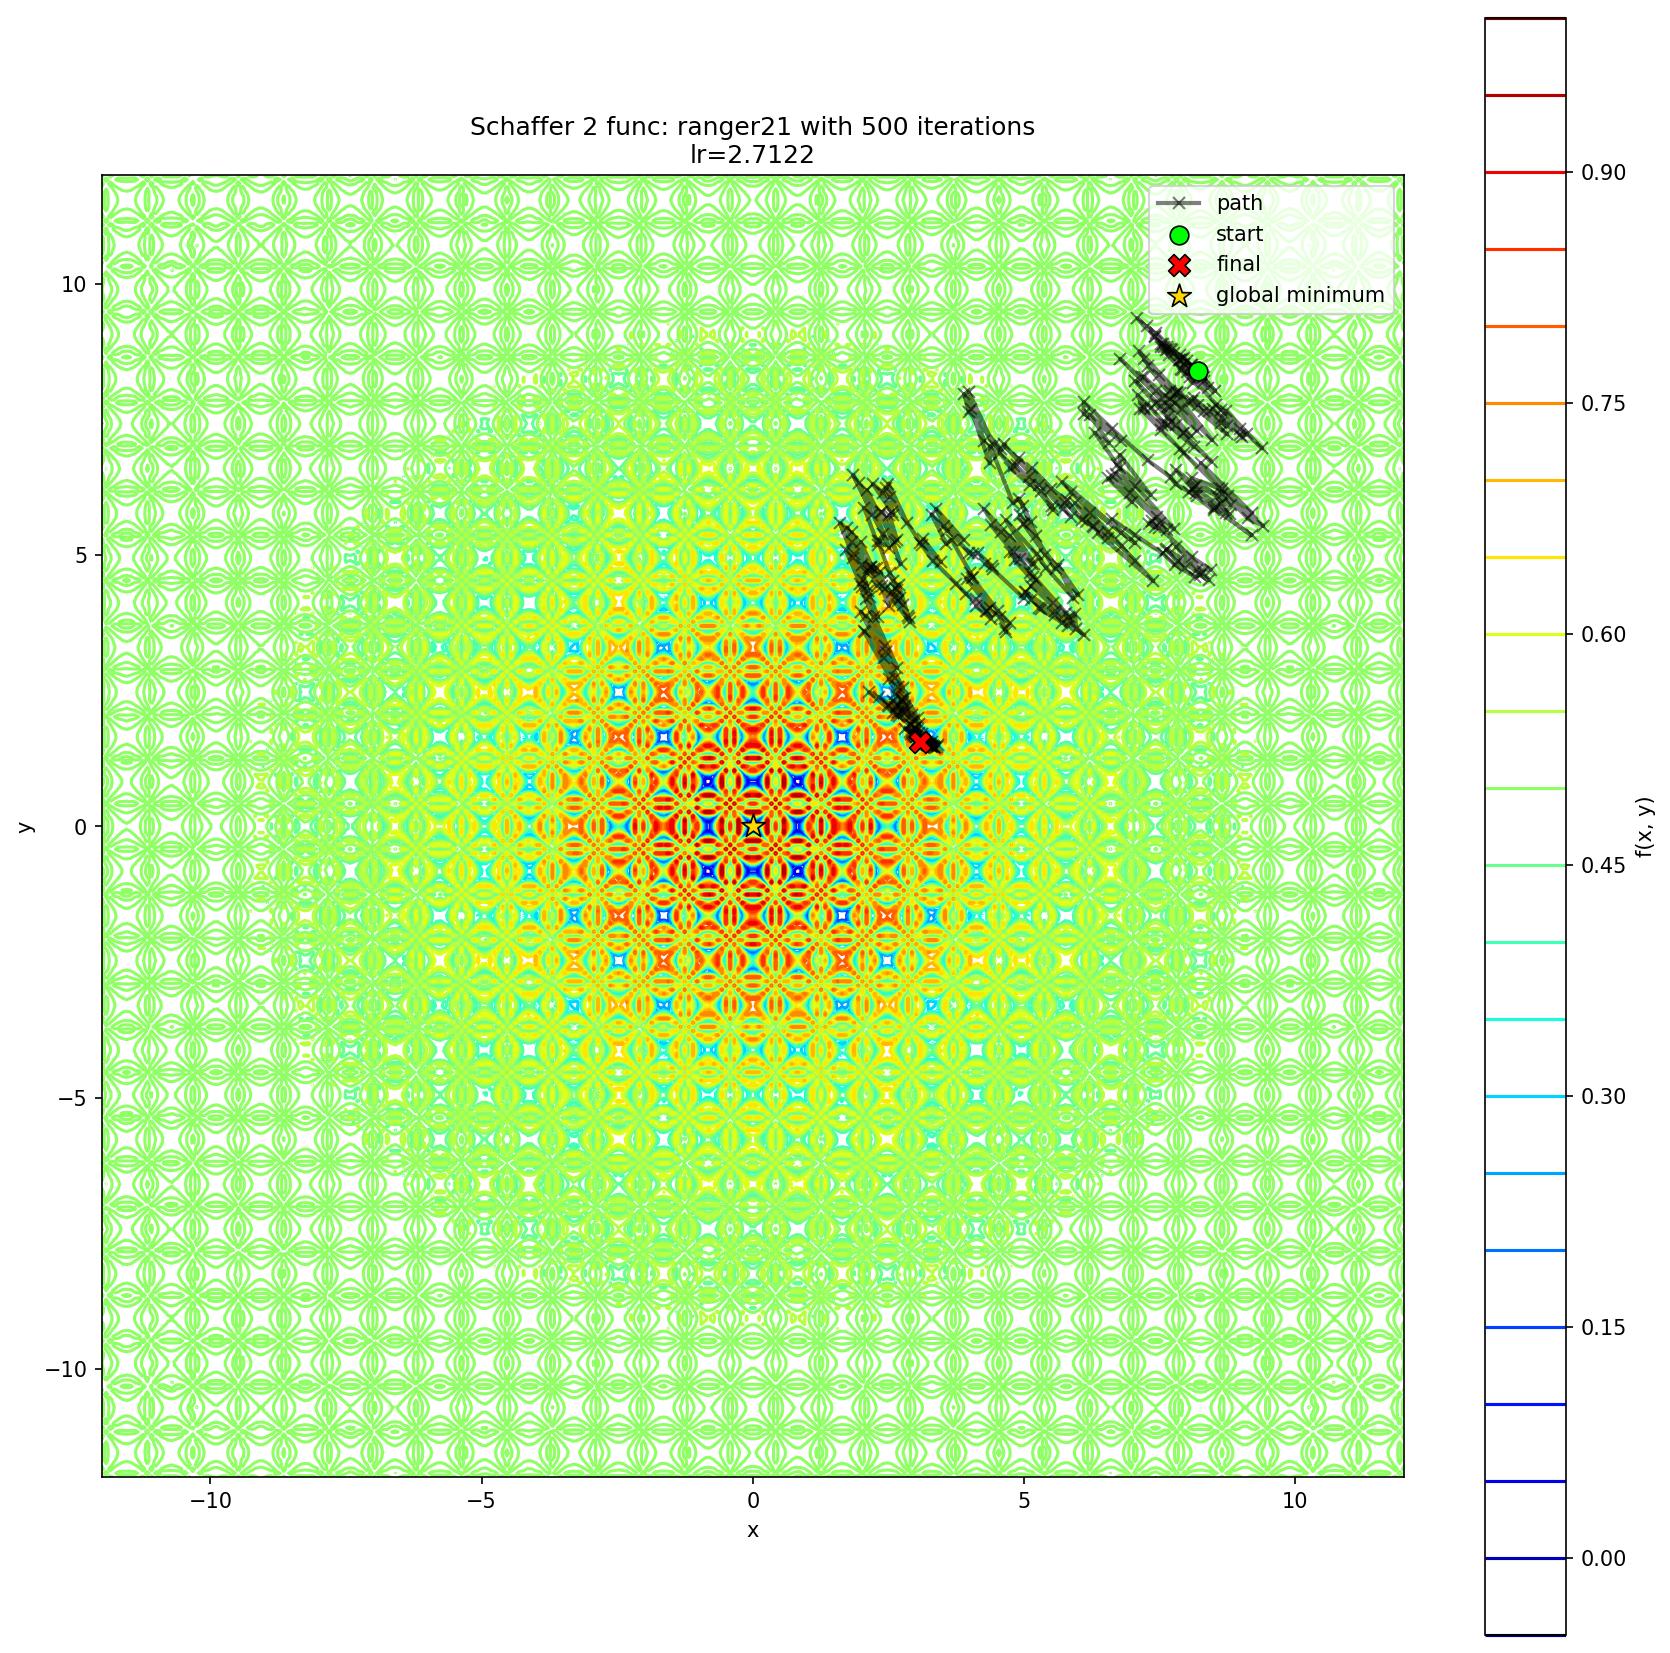 Schaffer 2 func: ranger21 with 500 iterations
lr=2.7122
path
start
final
global minimum
10
5
0
−5
−10
y
−10
−5
0
5
10
x
0.90
0.75
0.60
0.45
0.30
0.15
0.00
f(x, y)